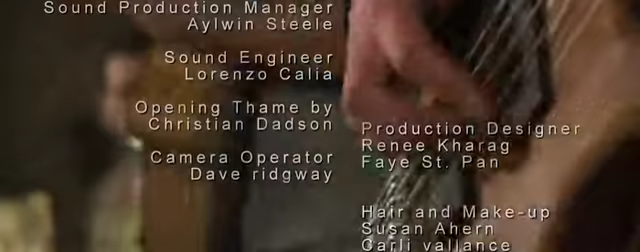 Sound Production Manager
Aylwin Steele
Sound Engineer
Lorenzo Calia
Opening Thame by
Christian Dadson
Camera Operator
Dave ridgway
Production Designer
Renee Kharag
Faye St. Pan
Hair and Make-up
Susan Ahern
Carli vallance